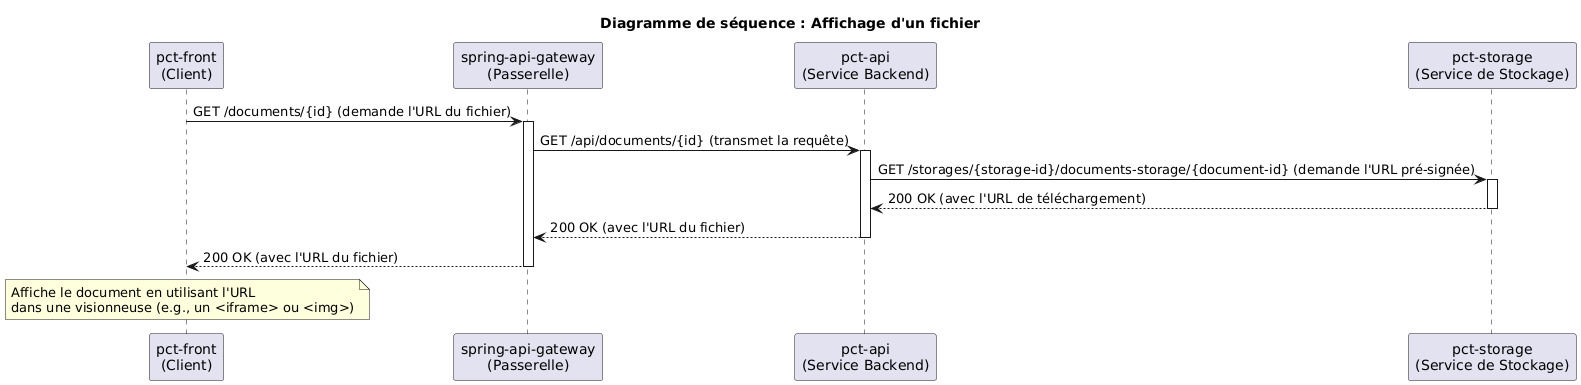 Diagramme de séquence : Affichage d'un fichier
pct-front
(Client)
spring-api-gateway
(Passerelle)
pct-api
(Service Backend)
pct-storage
(Service de Stockage)
GET /documents/{id} (demande l'URL du fichier)
GET /api/documents/{id} (transmet la requête)
GET /storages/{storage-id}/documents-storage/{document-id} (demande l'URL pré-signée)
200 OK (avec l'URL de téléchargement)
200 OK (avec l'URL du fichier)
200 OK (avec l'URL du fichier)
Affiche le document en utilisant l'URL
dans une visionneuse (e.g., un <iframe> ou <img>)
pct-front
(Client)
spring-api-gateway
(Passerelle)
pct-api
(Service Backend)
pct-storage
(Service de Stockage)